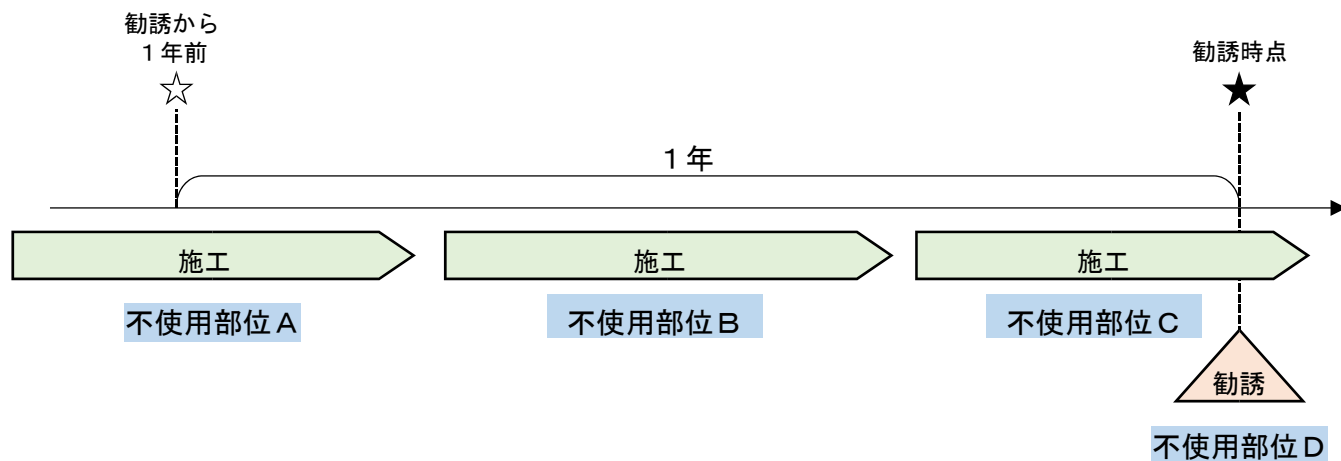 勧誘から
１年前
☆
勧誘時点
★
１年
施工
施工
施工
不使用部位Ａ
不使用部位Ｂ
不使用部位Ｃ
勧誘
不使用部位Ｄ